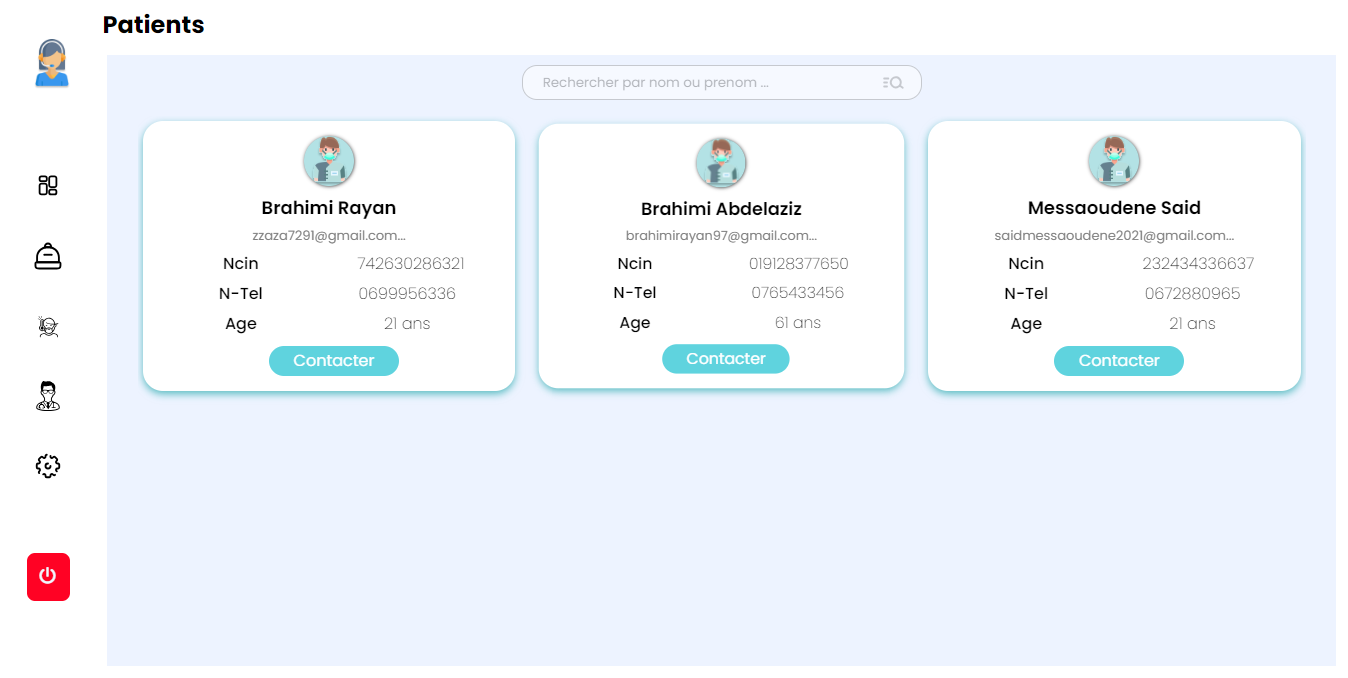 Patients
Rechercher par nom ou prenom ...
Brahimi Rayan
zzaza7291@gmail.com...
Ncin 742630286321
N-Tel 0699956336
Age 21 ans
Contacter
Brahimi Abdelaziz
brahimirayan97@gmail.com...
Ncin 019128377650
N-Tel 0765433456
Age 61 ans
Contacter
Messaoudene Said
saidmessaoudene2021@gmail.com...
Ncin 232434336637
N-Tel 0672880965
Age 21 ans
Contacter